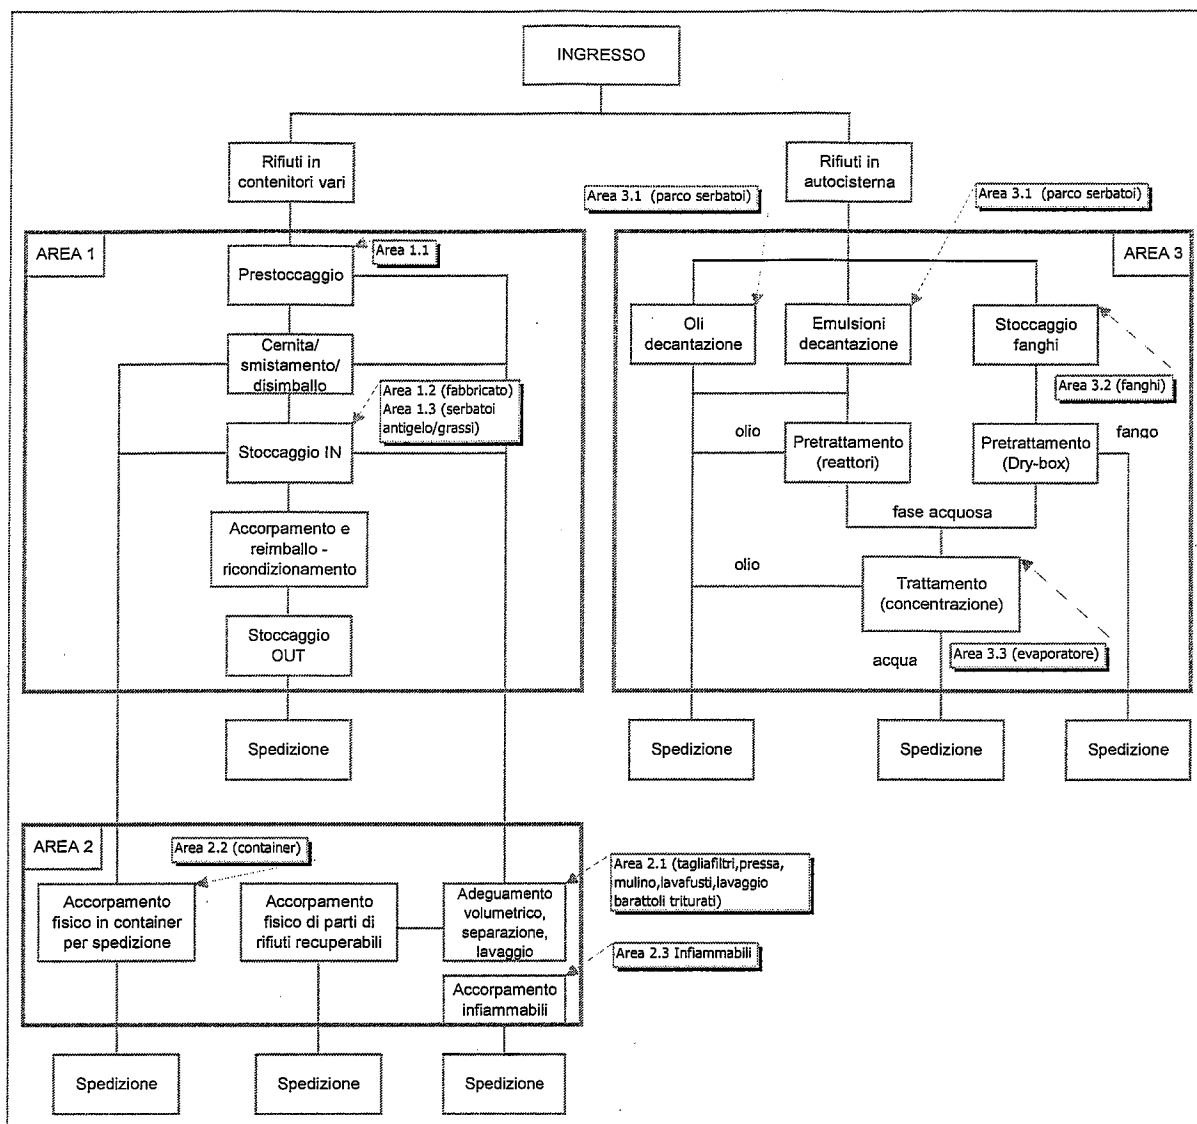 INGRESSO
Rifiuti in
contenitori vari
Rifiuti in
autocisterna
Area 3.1 (parco serbatoi)
Area 3.1 (parco serbatoi)
AREA 1
Area 1.1
Prestoccaggio
Cernita/
smistamento/
disimballo
Area 1.2 (fabbricato)
Area 1.3 (serbatoi
antigelo/grassi)
Stoccaggio IN
Accorpamento e
reimballo -
ricondizionamento
Stoccaggio
OUT
Spedizione
AREA 3
Oli
decantazione
Emulsioni
decantazione
Stoccaggio
fanghi
Area 3.2 (fanghi)
olio
Pretrattamento
(reattori)
Pretrattamento
(Dry-box)
fango
fase acquosa
olio
Trattamento
(concentrazione)
acqua
Area 3.3 (evaporatore)
Spedizione
Spedizione
Spedizione
AREA 2
Area 2.2 (container)
Accorpamento
fisico in container
per spedizione
Accorpamento
fisico di parti di
rifiuti recuperabili
Adeguamento
volumetrico,
separazione,
lavaggio
Area 2.1 (tagliafiltri,pressa,
mulino,lavafusti,lavaggio
barattoli triturati)
Area 2.3 Infiammabili
Accorpamento
infiammabili
Spedizione
Spedizione
Spedizione